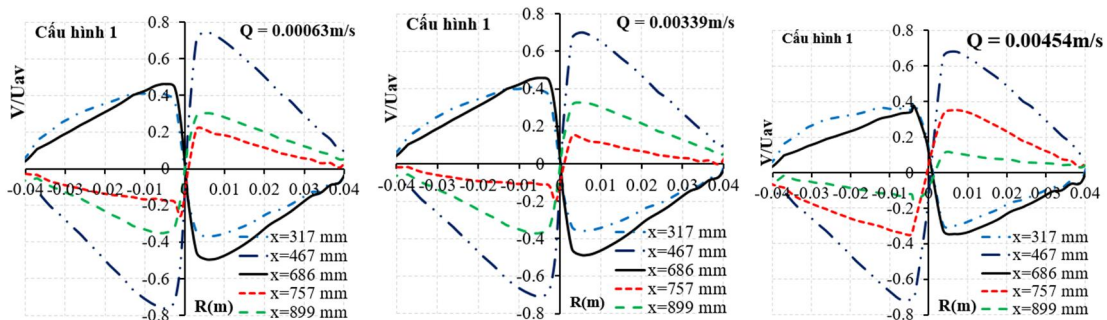 Cấu hình 1
Q = 0.00063m/s
V/Uav
0.8
0.6
0.4
0.2
0
-0.2
-0.4
-0.6
-0.8
-0.04 -0.03 -0.02 -0.01 0 0.01 0.02 0.03 0.04
x=317 mm
x=467 mm
x=686 mm
x=757 mm
x=899 mm
R(m)
Cấu hình 1
Q = 0.00339m/s
V/Uav
0.8
0.6
0.4
0.2
0
-0.2
-0.4
-0.6
-0.8
-0.04 -0.03 -0.02 -0.01 0 0.01 0.02 0.03 0.04
x=317 mm
x=467 mm
x=686 mm
x=757 mm
x=899 mm
R(m)
Cấu hình 1
Q = 0.00454m/s
V/Uav
0.8
0.6
0.4
0.2
0
-0.2
-0.4
-0.6
-0.8
-0.04 -0.03 -0.02 -0.01 0 0.01 0.02 0.03 0.04
x=317 mm
x=467 mm
x=686 mm
x=757 mm
x=899 mm
R(m)